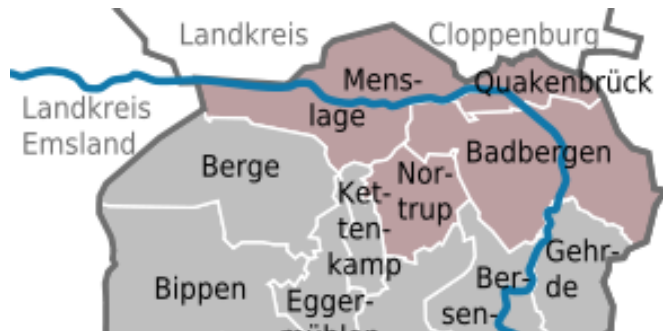 Landkreis
Cloppenburg
Mens-
lage
Quakenbrück
Landkreis
Emsland
Berge
Badbergen
Nor-
trup
Ket-
ten-
kamp
Gehr-
de
Bippen
Ber-
sen-
Egger-
mühlen